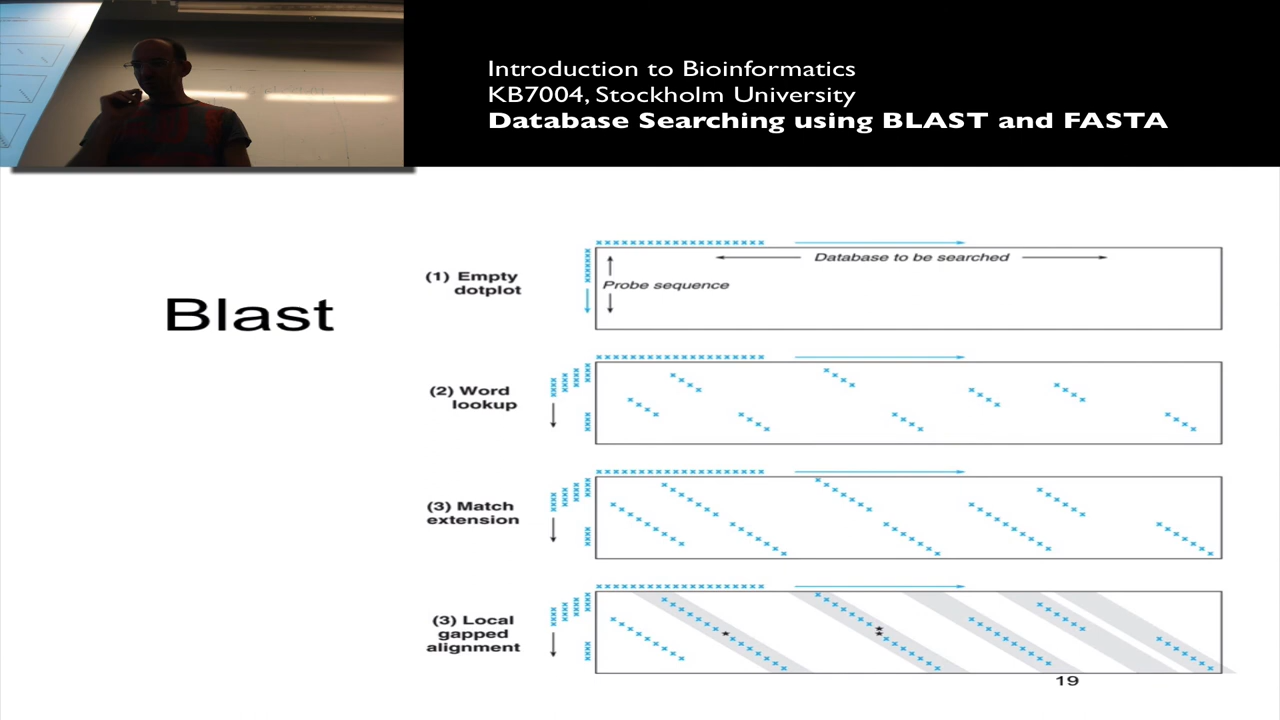 Introduction to Bioinformatics
KB7004, Stockholm University
Database Searching using BLAST and FASTA
Blast
(1) Empty
dotplot
Database to be searched
Probe sequence
(2) Word
lookup
(3) Match
extension
(3) Local
gapped
alignment
19